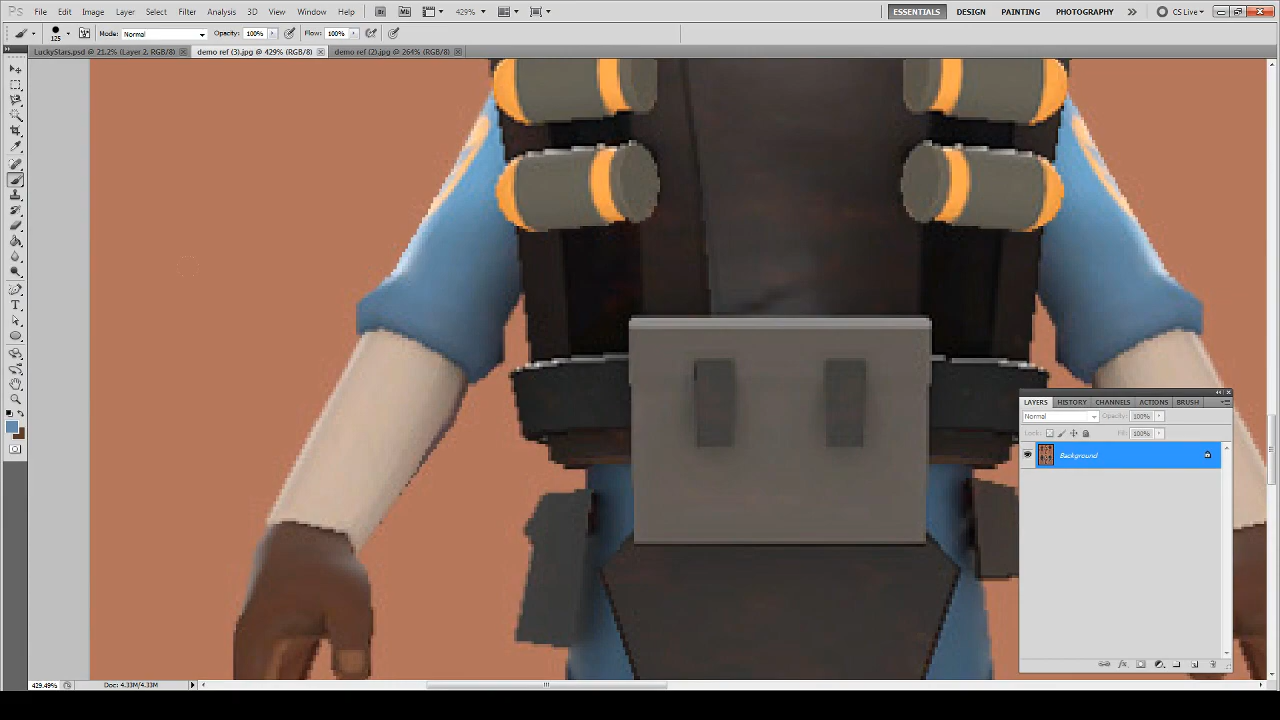 Ps File Edit Image Layer Select Filter Analysis 3D View Window Help Br Mb 429% ESSENTIALS DESIGN PAINTING PHOTOGRAPHY CS Live
125 Mode: Normal Opacity: 100% Flow: 100%
LuckyStars.psd @ 21.2% (Layer 2, RGB/8) demo ref (3).jpg @ 429% (RGB/8) demo ref (2).jpg @ 264% (RGB/8)
LAYERS HISTORY CHANNELS ACTIONS BRUSH
Normal Opacity: 100%
Lock: Fill: 100%
Background
429.49% Doc: 4.33M/4.33M